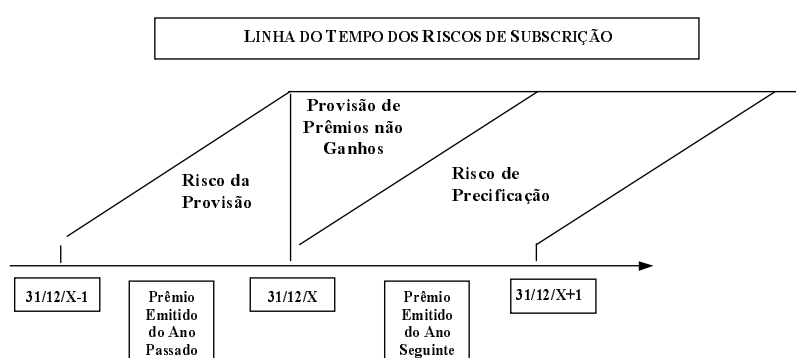 LINHA DO TEMPO DOS RISCOS DE SUBSCRIÇÃO
Provisão de
Prêmios não
Ganhos
Risco da
Provisão
Risco de
Precificação
31/12/X-1
Prêmio
Emitido
do Ano
Passado
31/12/X
Prêmio
Emitido
do Ano
Seguinte
31/12/X+1